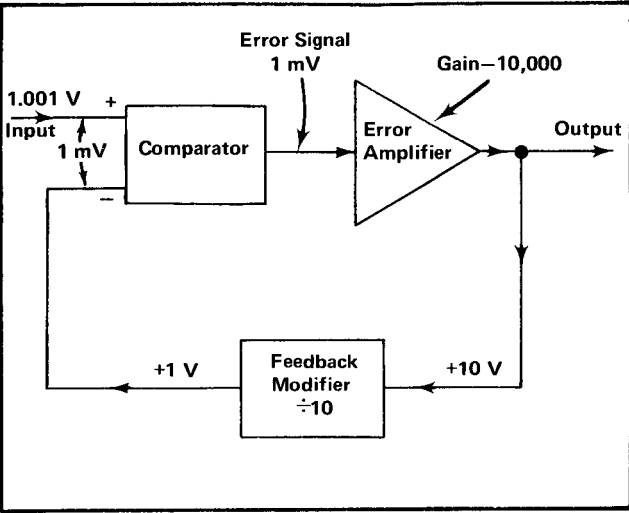 Error Signal
1 mV
Gain—10,000
1.001 V
+
Input
1 mV
Comparator
Error
Amplifier
Output
−
+1 V
Feedback
Modifier
÷10
+10 V